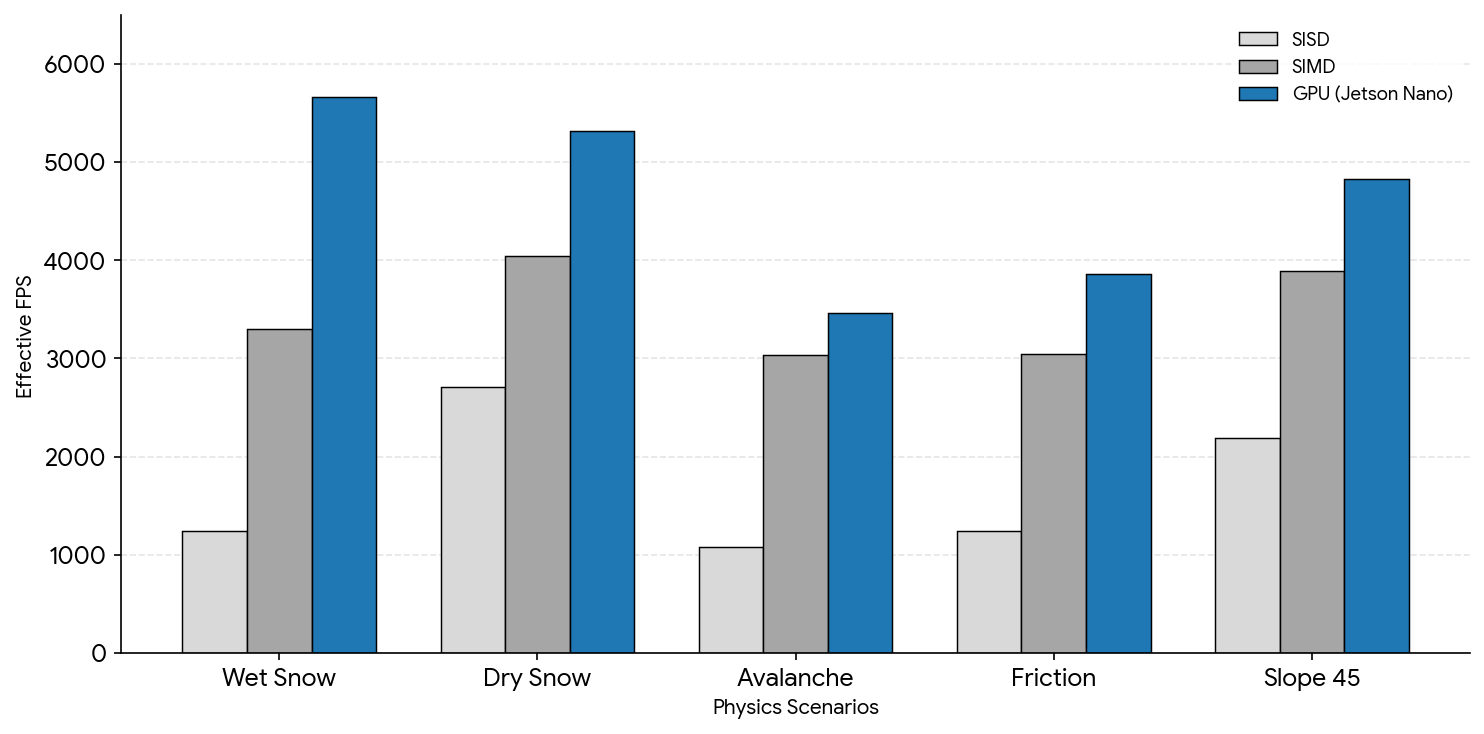 SISD
SIMD
GPU (Jetson Nano)
6000
5000
4000
3000
2000
1000
0
Effective FPS
Wet Snow
Dry Snow
Avalanche
Friction
Slope 45
Physics Scenarios